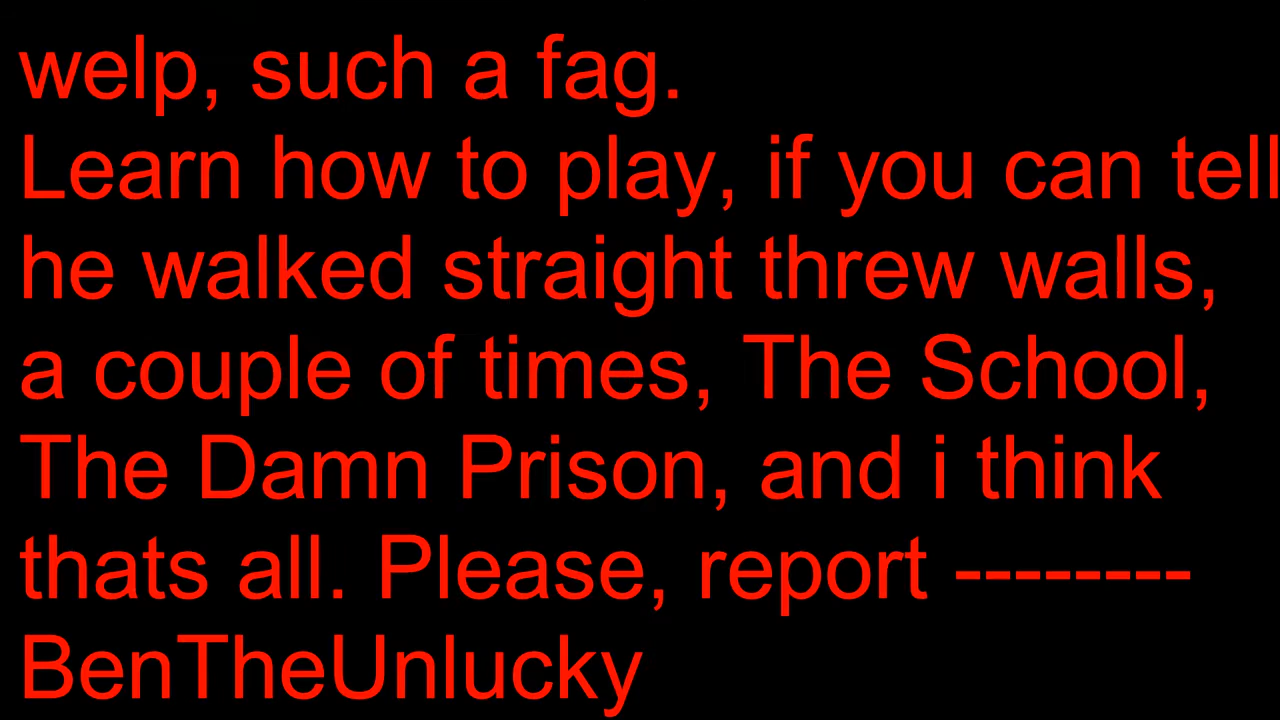 welp, such a fag.
Learn how to play, if you can tell
he walked straight threw walls,
a couple of times, The School,
The Damn Prison, and i think
thats all. Please, report --------
BenTheUnlucky